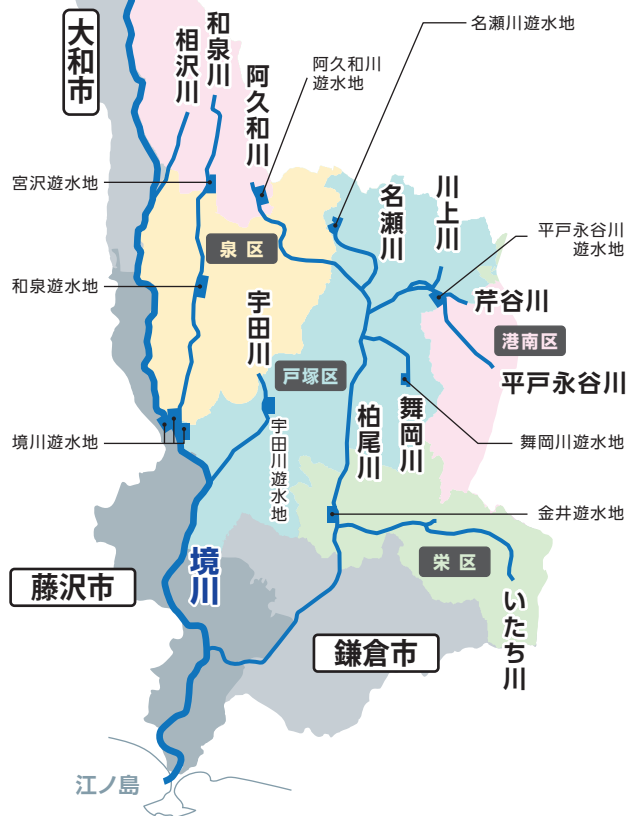 大和市
相沢川
和泉川
阿久和川
阿久和川
遊水地
名瀬川遊水地
宮沢遊水地
名瀬川
川上川
平戸永谷川
遊水地
泉区
和泉遊水地
宇田川
芹谷川
港南区
戸塚区
平戸永谷川
柏尾川
舞岡川
境川遊水地
宇田川遊水地
舞岡川遊水地
金井遊水地
境川
栄区
藤沢市
いたち川
鎌倉市
江ノ島